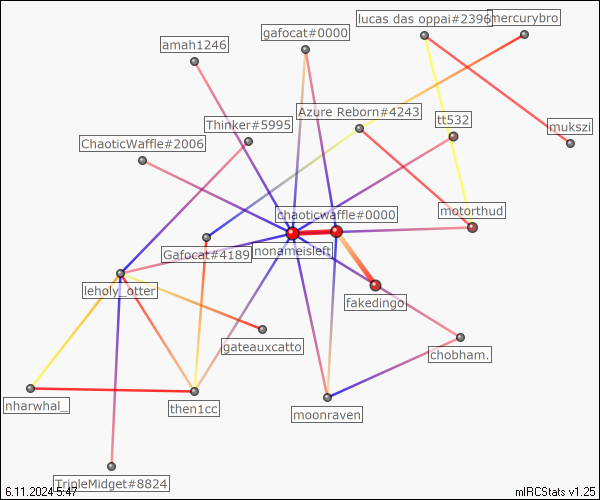 lucas das oppai#2396
mercurybro
gafocat#0000
amah1246
Azure Reborn#4243
tt532
Thinker#5995
mukszi
ChaoticWaffle#2006
chaoticwaffle#0000
motorthud
Gafocat#4189
nonameisleft
leholy_otter
fakedingo
gateauxcatto
chobham.
nharwhal_
then1cc
moonraven
TripleMidget#8824
6.11.2024 5:47
mIRCStats v1.25